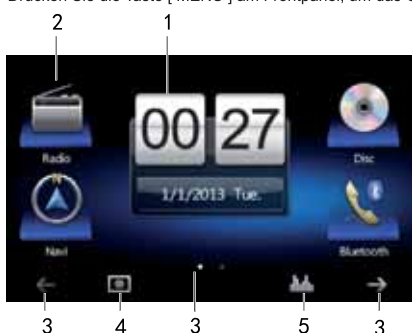 Drücken Sie die Taste [ MENU ] am Frontpanel, um das
2 1
00 27
Radio Disc
1/1/2013 Tue.
Navi Bluetooth
3 4 3 5 3